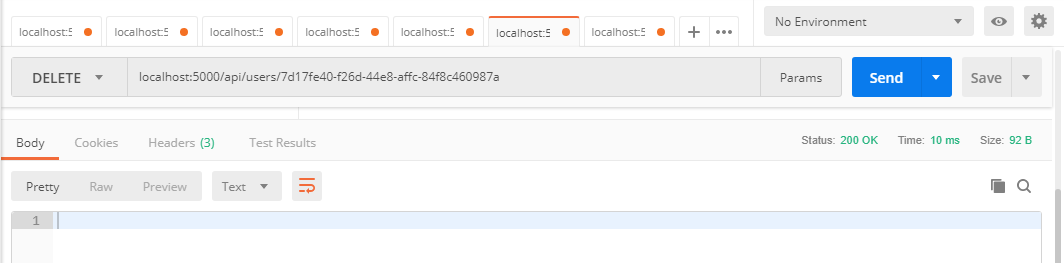 localhost:5 localhost:5 localhost:5 localhost:5 localhost:5 localhost:5 localhost:5 No Environment
DELETE localhost:5000/api/users/7d17fe40-f26d-44e8-affc-84f8c460987a Params Send Save
Body Cookies Headers (3) Test Results Status: 200 OK Time: 10 ms Size: 92 B
Pretty Raw Preview Text
1